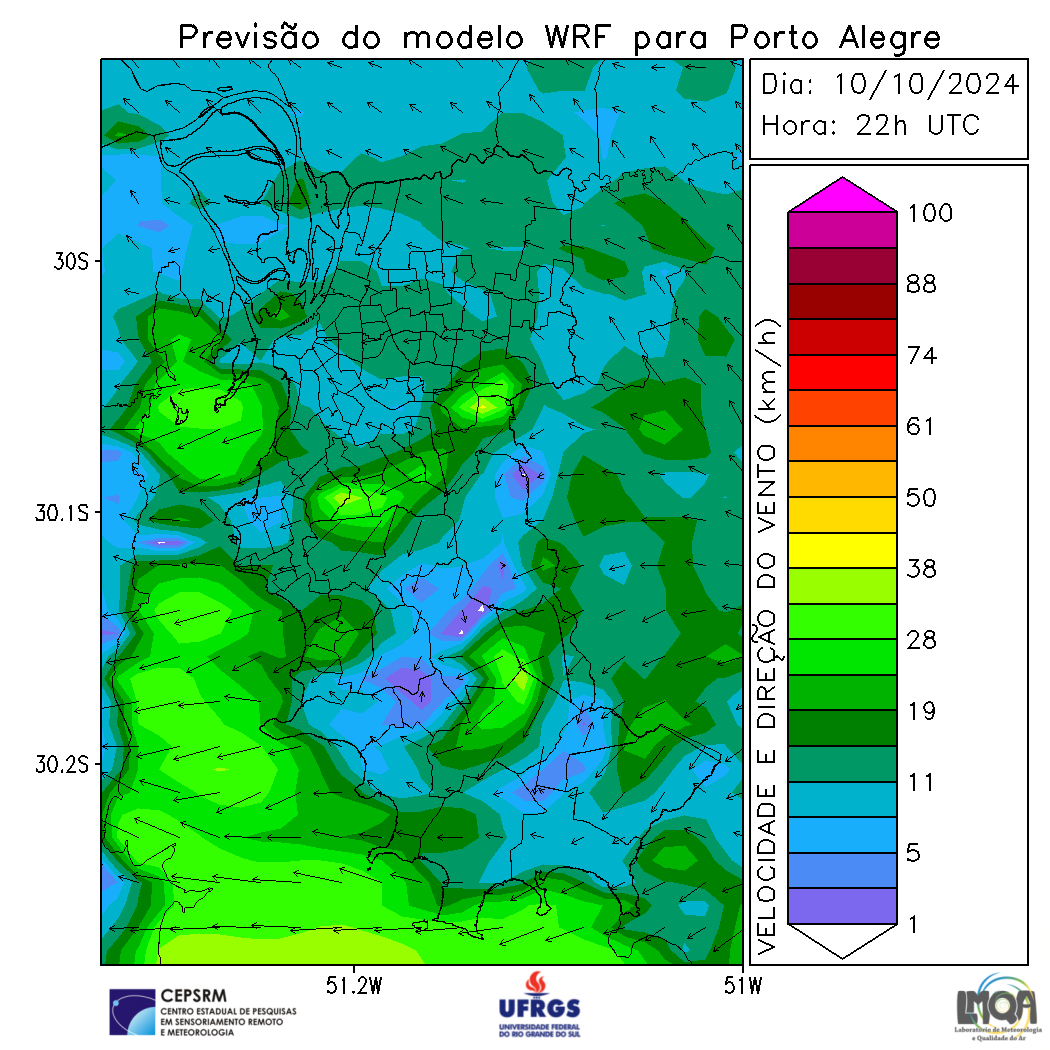 Previsão do modelo WRF para Porto Alegre
Dia: 10/10/2024
Hora: 22h UTC
30S
30.1S
30.2S
51.2W
51W
VELOCIDADE E DIREÇÃO DO VENTO (km/h)
100
88
74
61
50
38
28
19
11
5
1
CEPSRM
CENTRO ESTADUAL DE PESQUISAS
EM SENSORIAMENTO REMOTO
E METEOROLOGIA
UFRGS
UNIVERSIDADE FEDERAL
DO RIO GRANDE DO SUL
LMQA
Laboratório de Meteorologia
e Qualidade do Ar